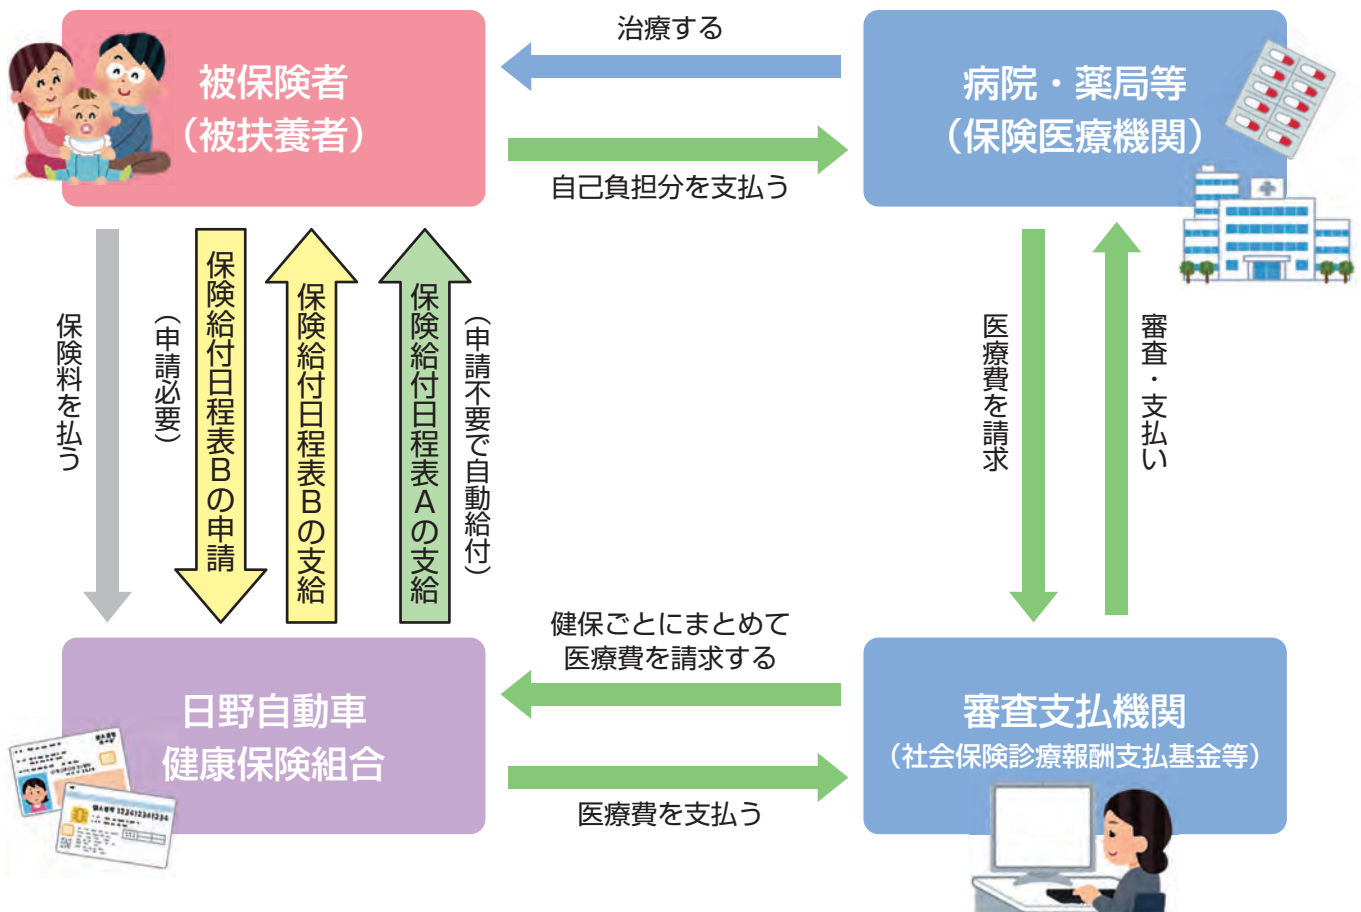 治療する
被保険者
（被扶養者）
病院・薬局等
（保険医療機関）
自己負担分を支払う
保険料を払う
（申請必要）
保険給付日程表Bの申請
保険給付日程表Bの支給
保険給付日程表Aの支給
（申請不要で自動給付）
医療費を請求
審査・支払い
健保ごとにまとめて
医療費を請求する
日野自動車
健康保険組合
審査支払機関
（社会保険診療報酬支払基金等）
医療費を支払う
個人番号 123412341234